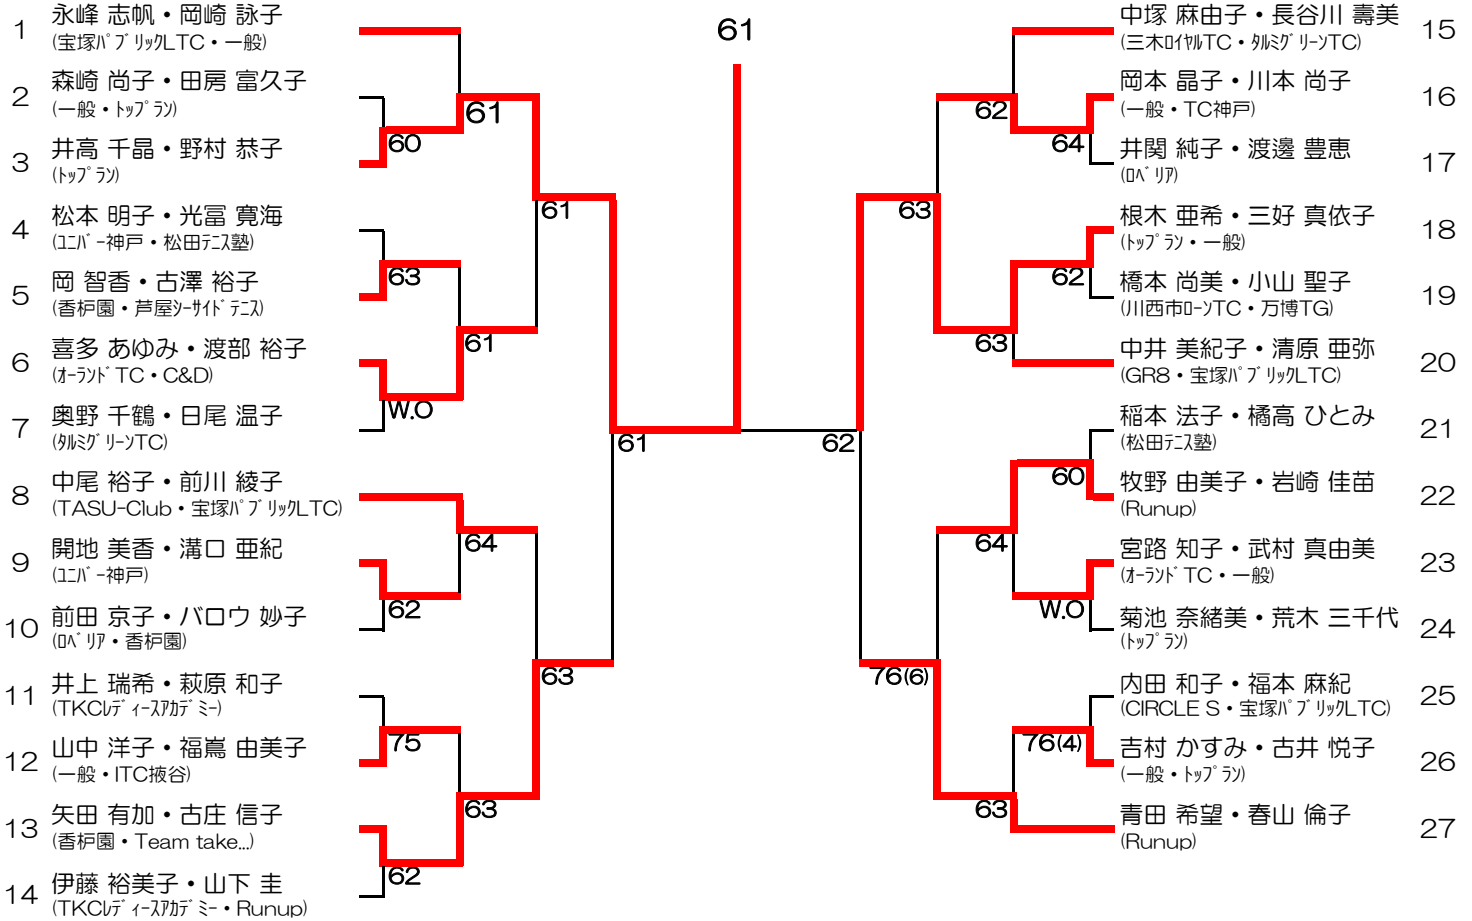 61
1
永峰 志帆・岡崎 詠子
(宝塚ﾊﾟﾌﾞﾘｯｸLTC・一般)
2
森崎 尚子・田房 富久子
(一般・ﾄｯﾌﾟﾗﾝ)
3
井高 千晶・野村 恭子
(ﾄｯﾌﾟﾗﾝ)
4
松本 明子・光冨 寛海
(ﾕﾆﾊﾞｰ神戸・松田ﾃﾆｽ塾)
5
岡 智香・古澤 裕子
(香枦園・芦屋ｼｰｻｲﾄﾞﾃﾆｽ)
6
喜多 あゆみ・渡部 裕子
(ｵｰﾗﾝﾄﾞTC・C&D)
7
奥野 千鶴・日尾 温子
(ﾀﾙﾐｸﾞﾘｰﾝTC)
8
中尾 裕子・前川 綾子
(TASU-Club・宝塚ﾊﾟﾌﾞﾘｯｸLTC)
9
開地 美香・溝口 亜紀
(ﾕﾆﾊﾞｰ神戸)
10
前田 京子・バロウ 妙子
(ﾛﾍﾞﾘｱ・香枦園)
11
井上 瑞希・萩原 和子
(TKCﾚﾃﾞｨｰｽｱｶﾃﾞﾐｰ)
12
山中 洋子・福嶌 由美子
(一般・ITC掖谷)
13
矢田 有加・古庄 信子
(香枦園・Team take...)
14
伊藤 裕美子・山下 圭
(TKCﾚﾃﾞｨｰｽｱｶﾃﾞﾐｰ・Runup)
60
61
63
61
W.O
61
64
62
75
63
62
63
61
62
中塚 麻由子・長谷川 壽美
(三木ﾛｲﾔﾙTC・ﾀﾙﾐｸﾞﾘｰﾝTC)
15
岡本 晶子・川本 尚子
(一般・TC神戸)
16
井関 純子・渡邊 豊恵
(ﾛﾍﾞﾘｱ)
17
根木 亜希・三好 真依子
(ﾄｯﾌﾟﾗﾝ・一般)
18
橋本 尚美・小山 聖子
(川西市ﾛｰﾝTC・万博TG)
19
中井 美紀子・清原 亜弥
(GR8・宝塚ﾊﾟﾌﾞﾘｯｸLTC)
20
稲本 法子・橘高 ひとみ
(松田ﾃﾆｽ塾)
21
牧野 由美子・岩崎 佳苗
(Runup)
22
宮路 知子・武村 真由美
(ｵｰﾗﾝﾄﾞTC・一般)
23
菊池 奈緒美・荒木 三千代
(ﾄｯﾌﾟﾗﾝ)
24
内田 和子・福本 麻紀
(CIRCLE S・宝塚ﾊﾟﾌﾞﾘｯｸLTC)
25
吉村 かすみ・古井 悦子
(一般・ﾄｯﾌﾟﾗﾝ)
26
青田 希望・春山 倫子
(Runup)
27
62
64
63
62
63
60
64
W.O
76(6)
76(4)
63